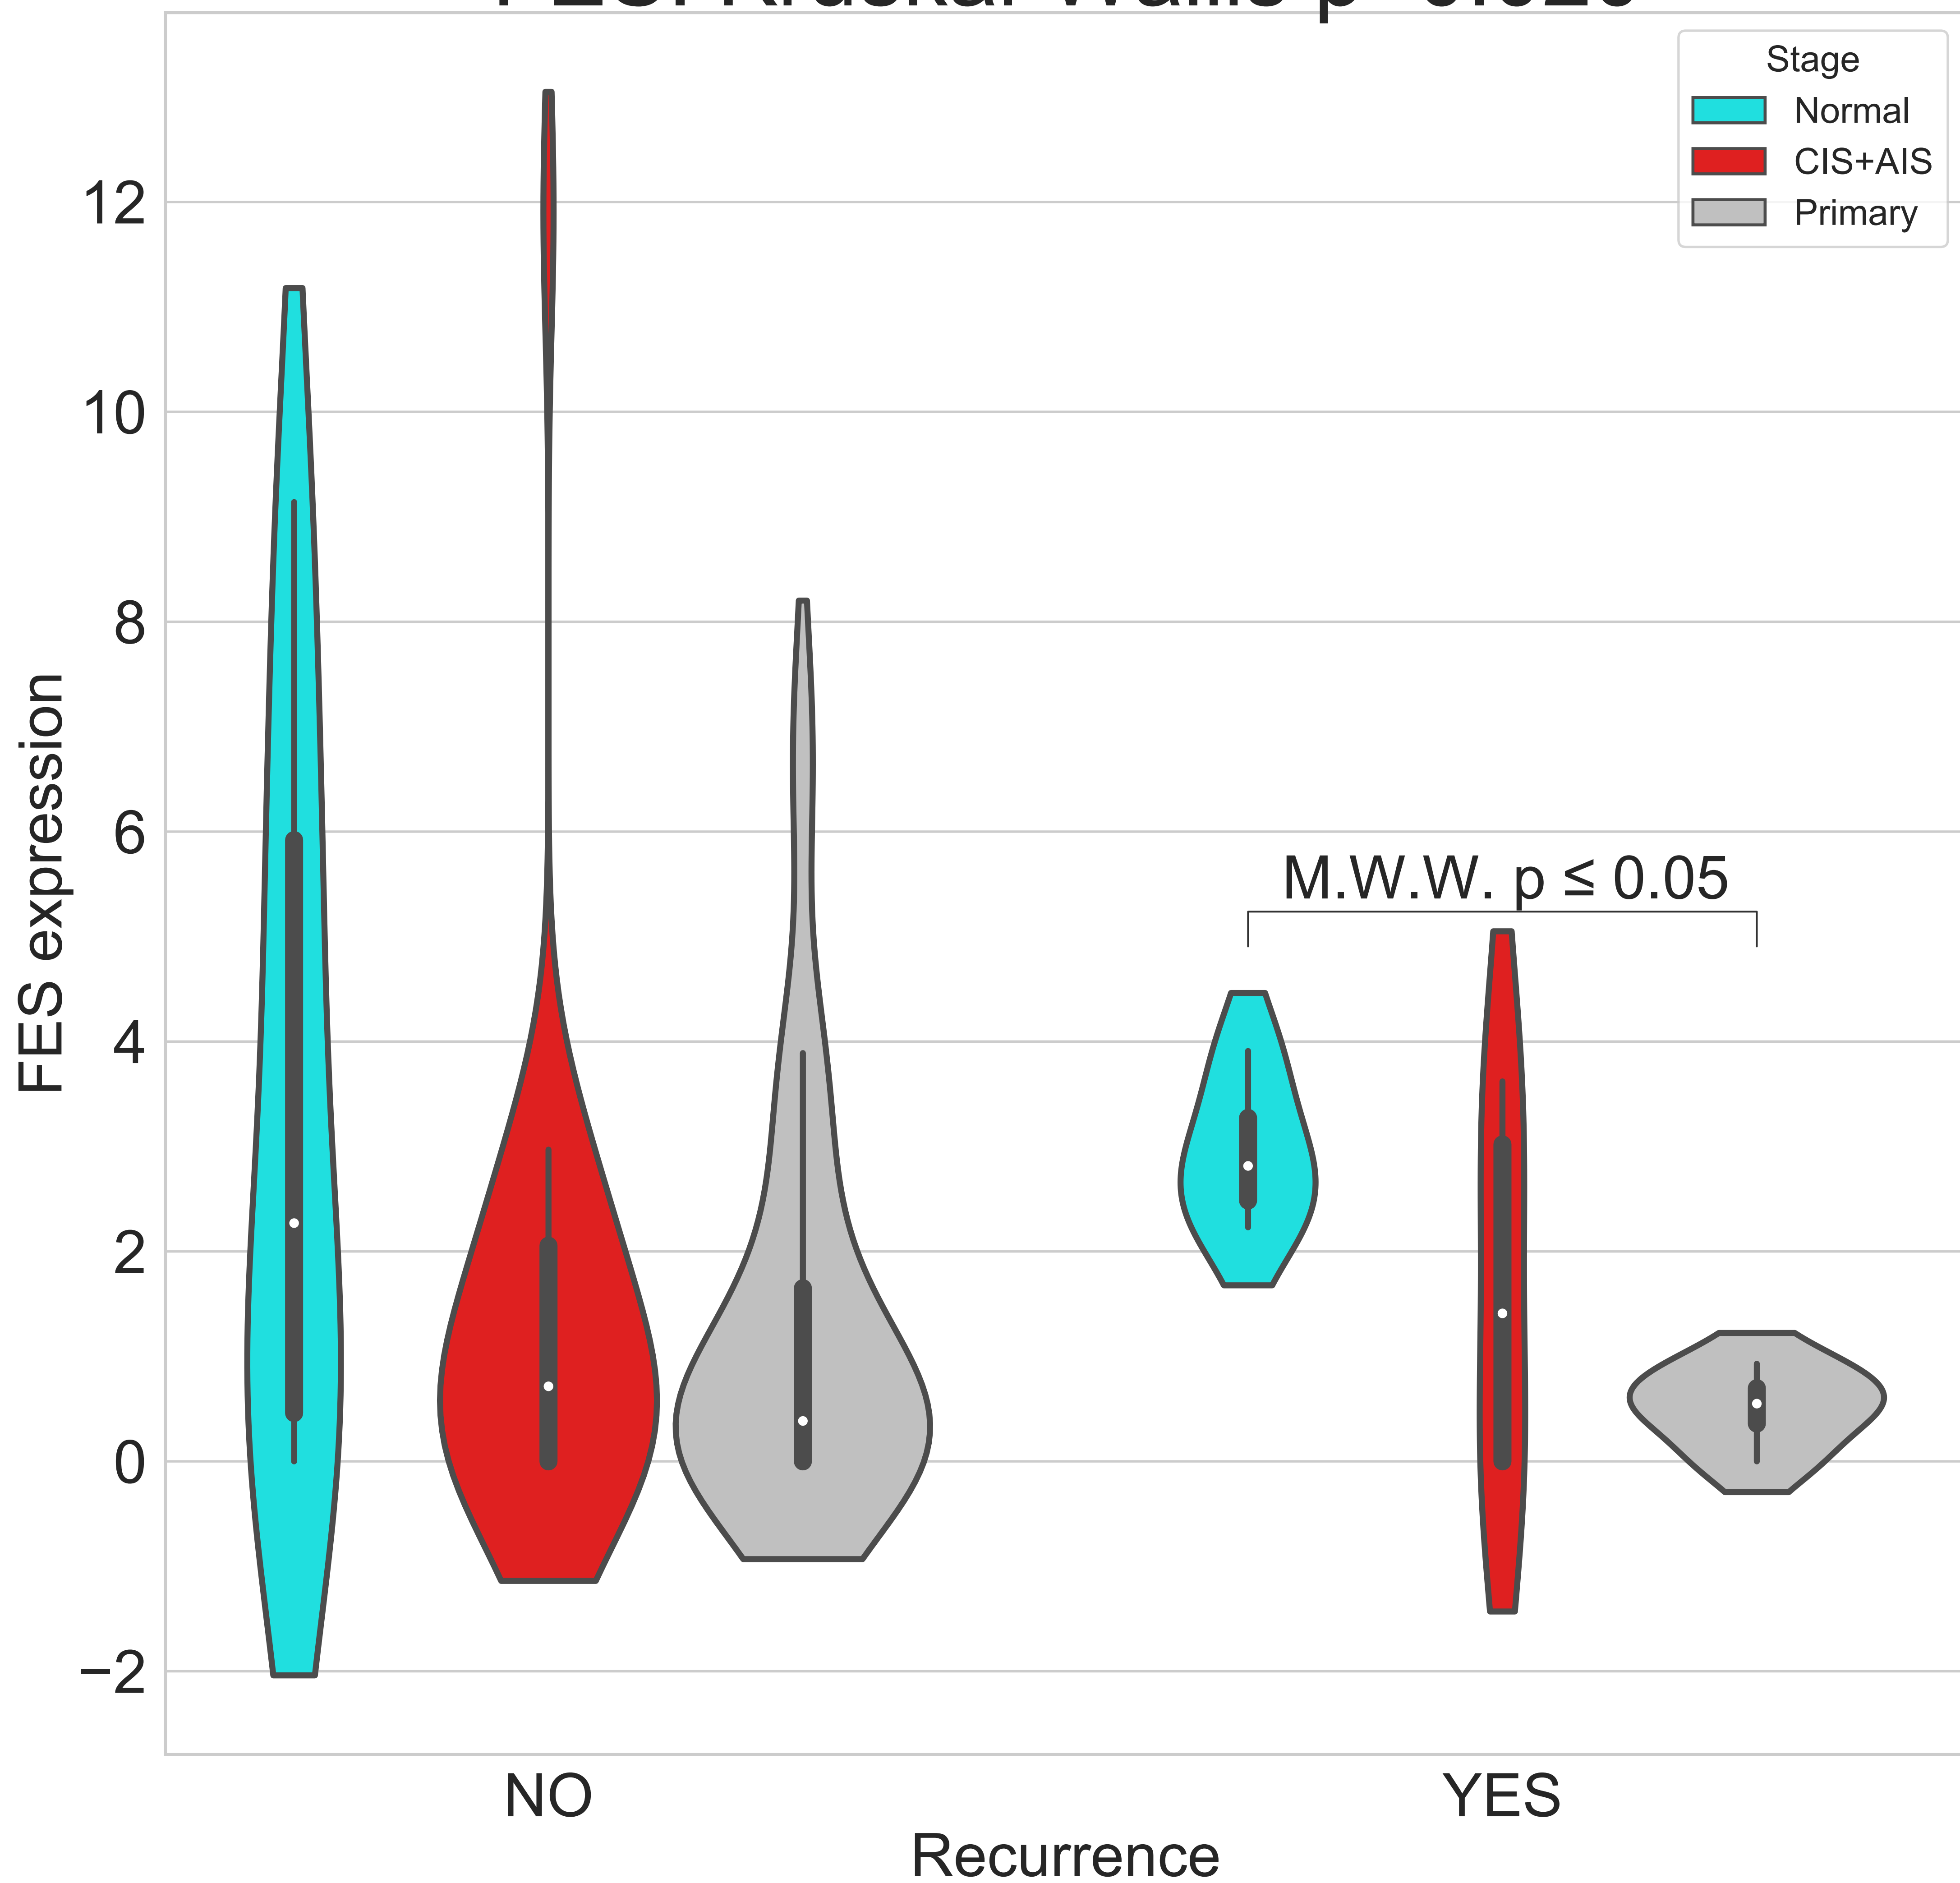 Stage
Normal
CIS+AIS
Primary
12
10
8
6
4
2
0
−2
FES expression
M.W.W. p ≤ 0.05
NO
YES
Recurrence